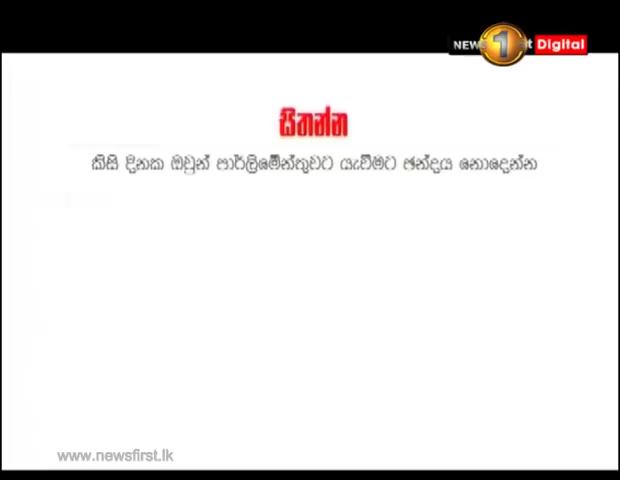 NEWS 1st Digital
සිතන්න
කිසි දිනක ඔවුන් පාර්ලිමේන්තුවට යැවීමට ඡන්දය නොදෙන්න
www.newsfirst.lk